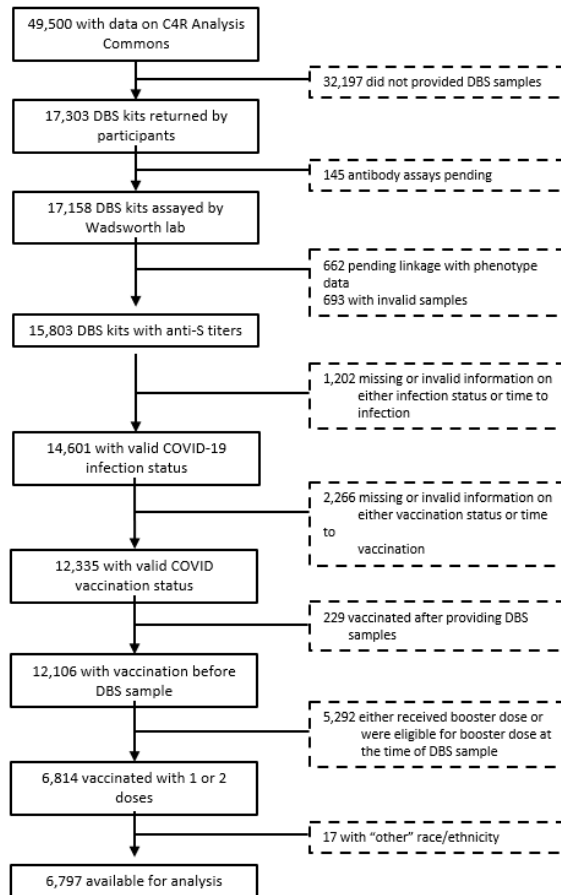 49,500 with data on C4R Analysis
Commons
32,197 did not provided DBS samples
17,303 DBS kits returned by
participants
145 antibody assays pending
17,158 DBS kits assayed by
Wadsworth lab
662 pending linkage with phenotype
data
693 with invalid samples
15,803 DBS kits with anti-S titers
1,202 missing or invalid information on
either infection status or time to
infection
14,601 with valid COVID-19
infection status
2,266 missing or invalid information on
either vaccination status or time
to
vaccination
12,335 with valid COVID
vaccination status
229 vaccinated after providing DBS
samples
12,106 with vaccination before
DBS sample
5,292 either received booster dose or
were eligible for booster dose at
the time of DBS sample
6,814 vaccinated with 1 or 2
doses
17 with “other” race/ethnicity
6,797 available for analysis